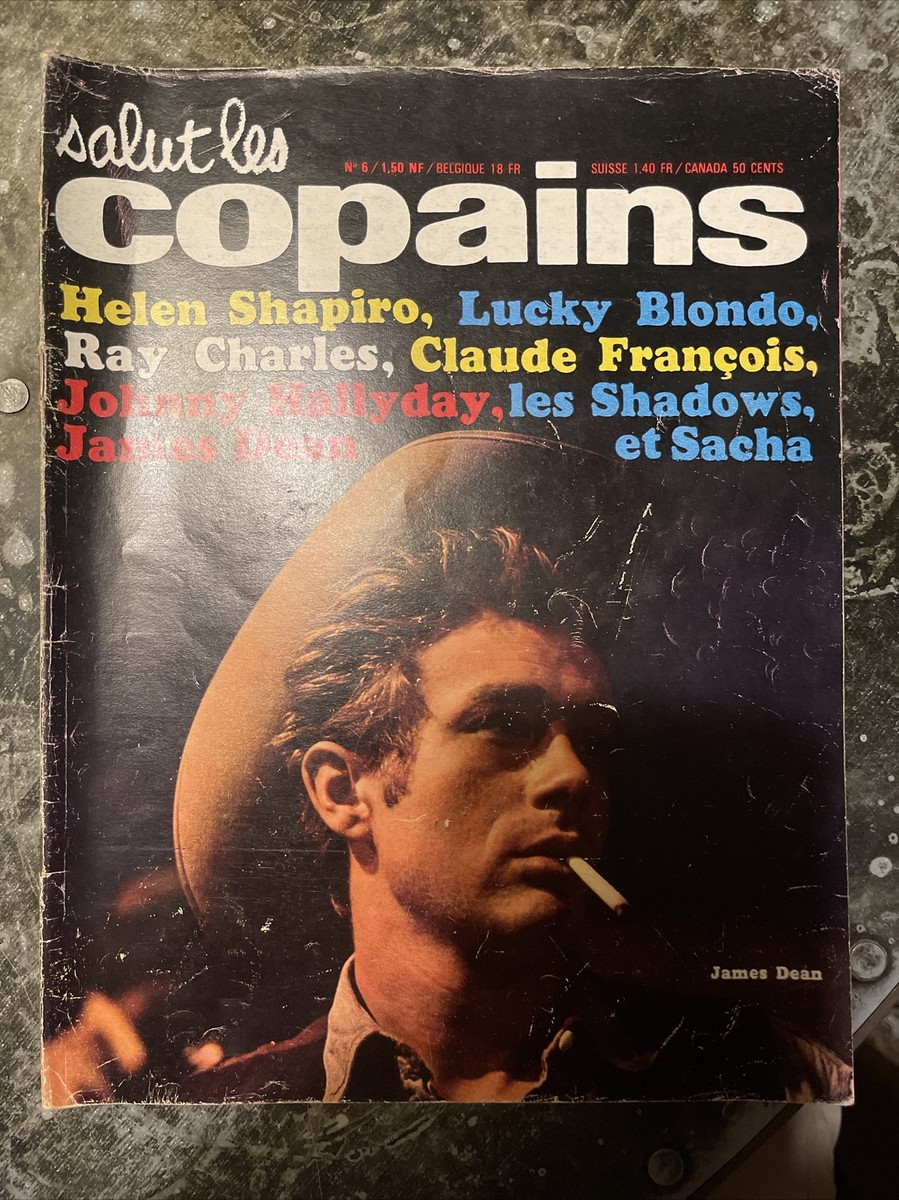 salut les
N° 6 / 1,50 NF / BELGIQUE 18 FR SUISSE 1.40 FR / CANADA 50 CENTS
copains
Helen Shapiro, Lucky Blondo,
Ray Charles, Claude François,
Johnny Hallyday, les Shadows,
James Dean et Sacha
James Dean